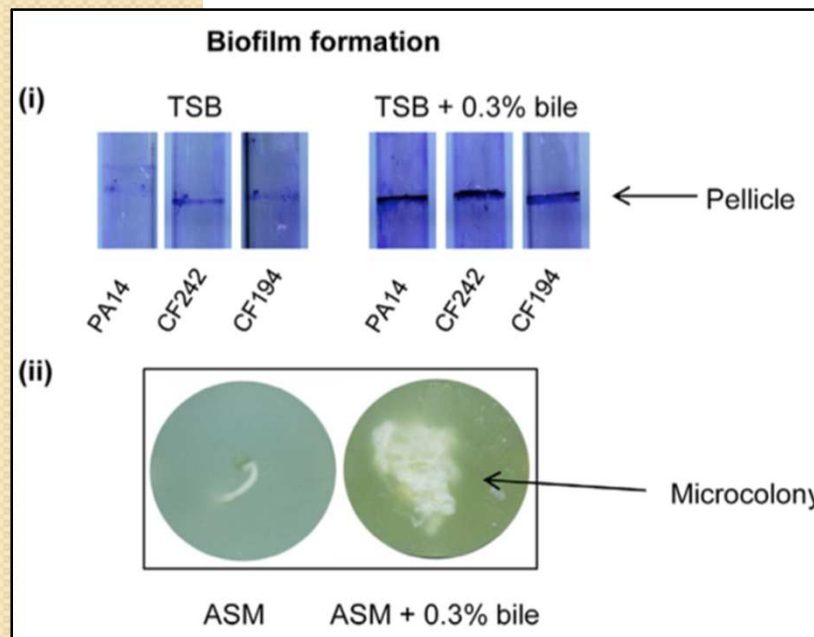 Biofilm formation
(i)
TSB
TSB + 0.3% bile
Pellicle
PA14
CF242
CF194
PA14
CF242
CF194
(ii)
Microcolony
ASM
ASM + 0.3% bile